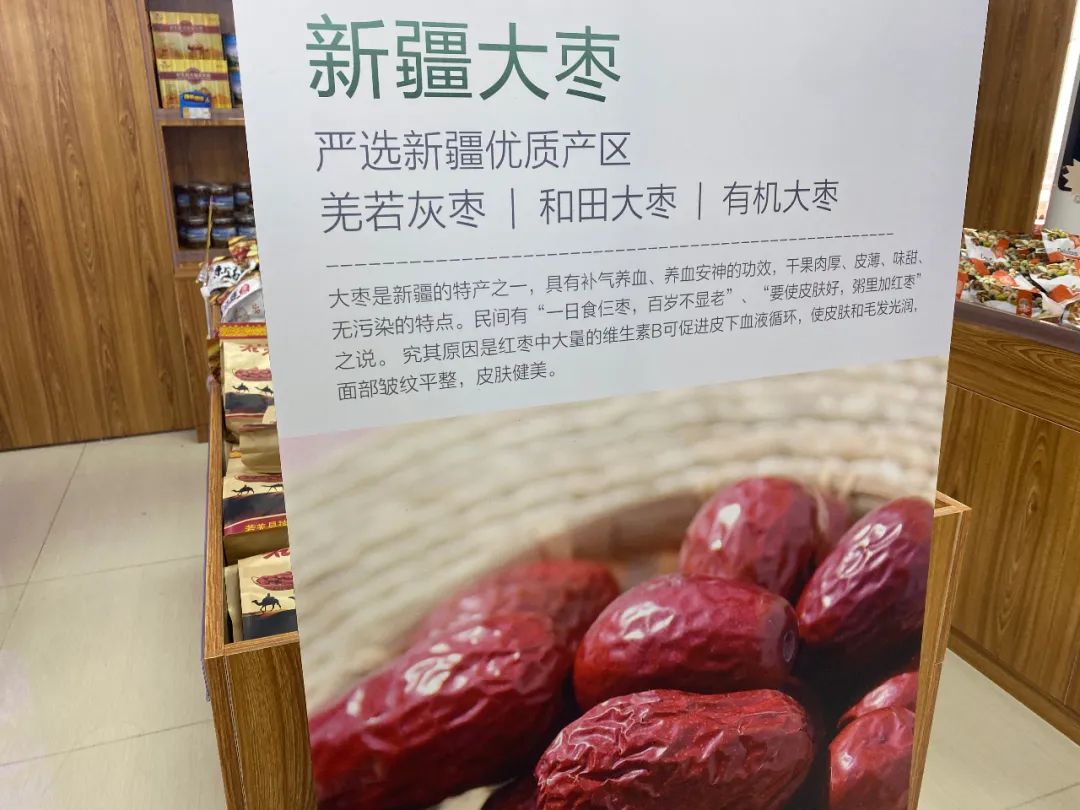 新疆大枣
严选新疆优质产区
羌若灰枣 | 和田大枣 | 有机大枣
大枣是新疆的特产之一，具有补气养血、养血安神的功效，干果肉厚、皮薄、味甜、
无污染的特点。民间有“一日食仨枣，百岁不显老”、“要使皮肤好，粥里加红枣”
之说。 究其原因是红枣中大量的维生素B可促进皮下血液循环，使皮肤和毛发光润，
面部皱纹平整，皮肤健美。